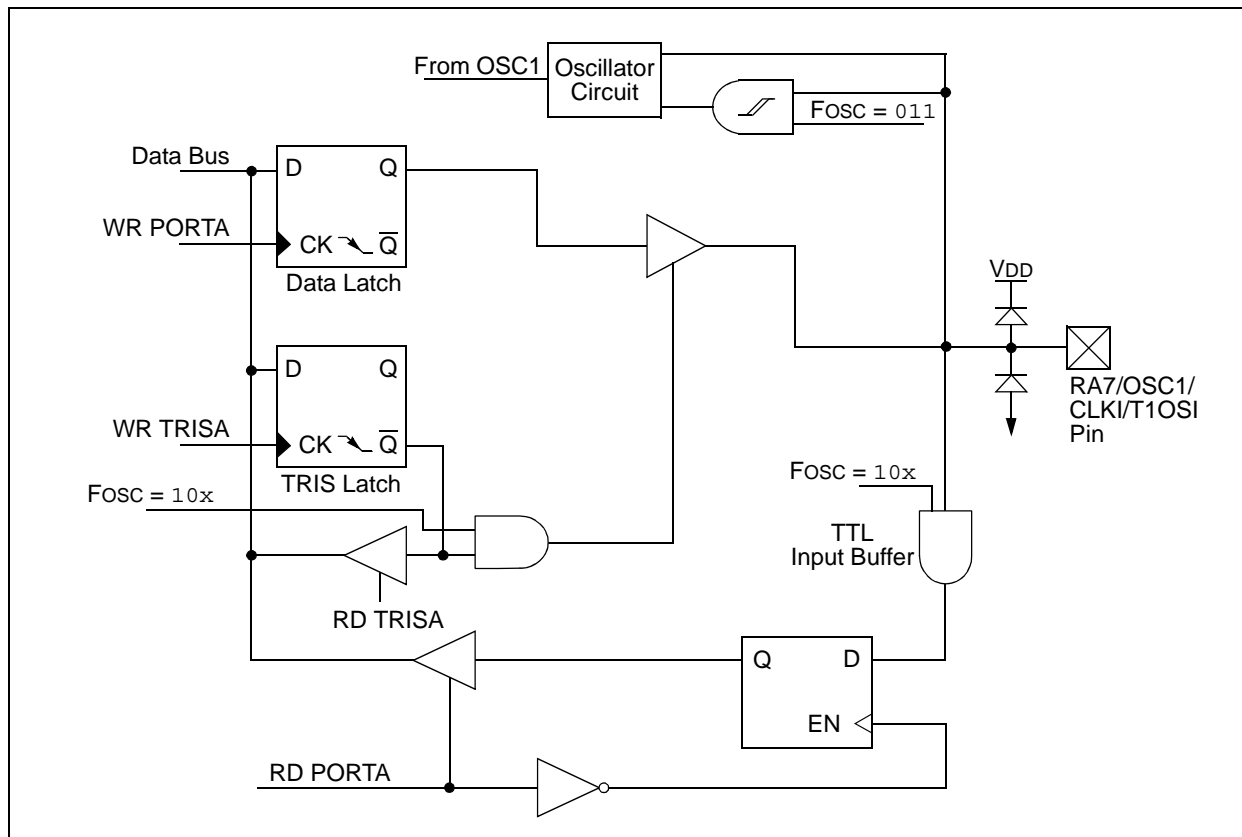 From OSC1
Oscillator
Circuit
FOSC = 011
Data Bus
D
Q
WR PORTA
CK
Q̅
Data Latch
VDD
D
Q
WR TRISA
CK
Q̅
TRIS Latch
RA7/OSC1/
CLKI/T1OSI
Pin
FOSC = 10x
FOSC = 10x
TTL
Input Buffer
RD TRISA
Q
D
EN
RD PORTA